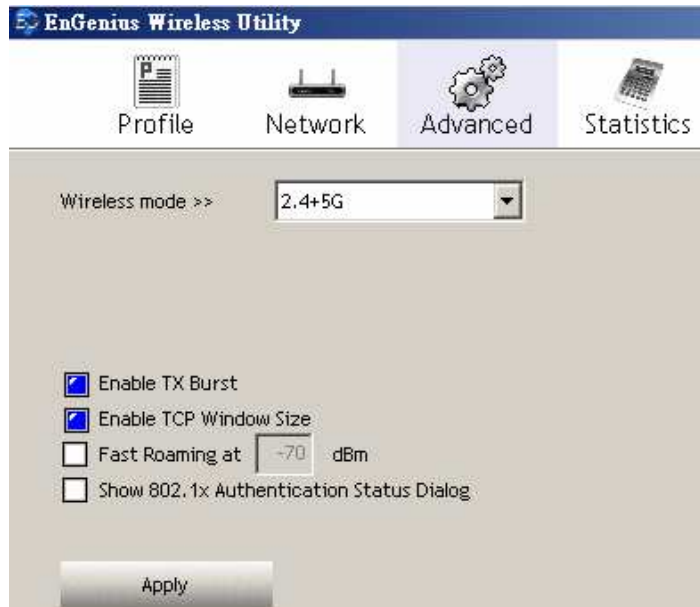 EnGenius Wireless Utility
Profile Network Advanced Statistics
Wireless mode >> 2.4+5G
Enable TX Burst
Enable TCP Window Size
Fast Roaming at -70 dBm
Show 802.1x Authentication Status Dialog
Apply